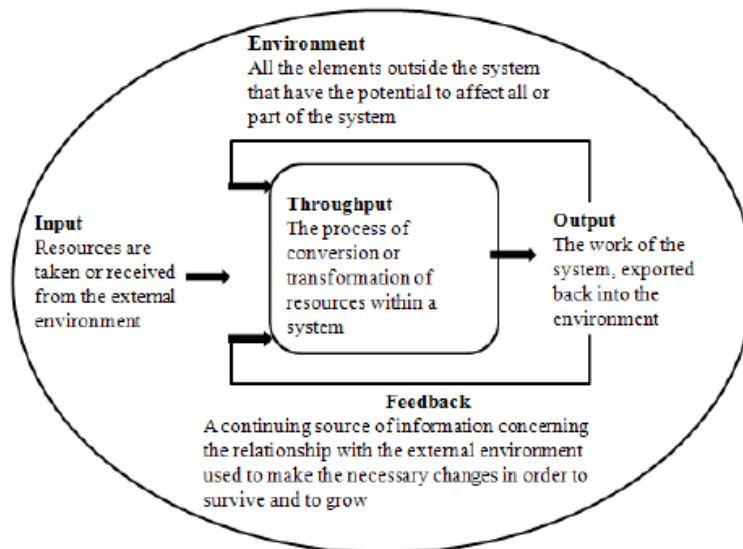 Environment
All the elements outside the system
that have the potential to affect all or
part of the system
Input
Resources are
taken or received
from the external
environment
Throughput
The process of
conversion or
transformation of
resources within a
system
Output
The work of the
system, exported
back into the
environment
Feedback
A continuing source of information concerning
the relationship with the external environment
used to make the necessary changes in order to
survive and to grow